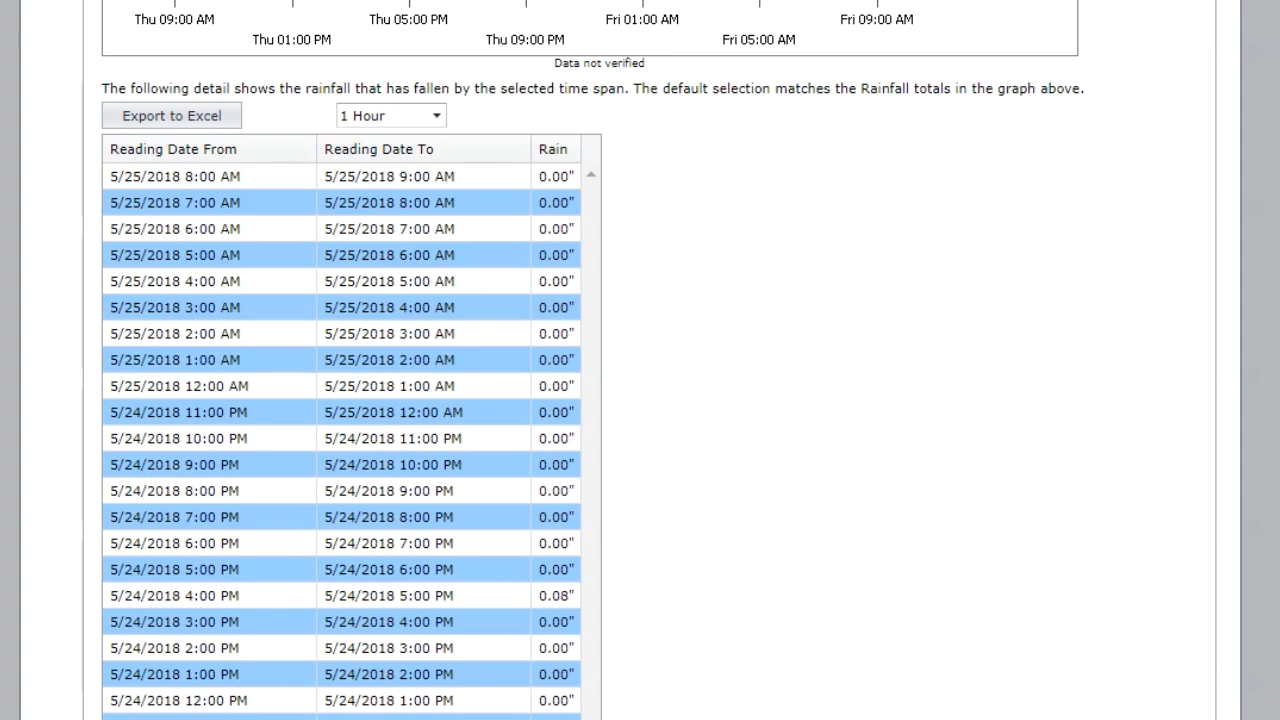 Thu 09:00 AM Thu 05:00 PM Fri 01:00 AM Fri 09:00 AM
Thu 01:00 PM Thu 09:00 PM Fri 05:00 AM
Data not verified
The following detail shows the rainfall that has fallen by the selected time span. The default selection matches the Rainfall totals in the graph above.
Export to Excel 1 Hour
Reading Date From Reading Date To Rain
5/25/2018 8:00 AM 5/25/2018 9:00 AM 0.00"
5/25/2018 7:00 AM 5/25/2018 8:00 AM 0.00"
5/25/2018 6:00 AM 5/25/2018 7:00 AM 0.00"
5/25/2018 5:00 AM 5/25/2018 6:00 AM 0.00"
5/25/2018 4:00 AM 5/25/2018 5:00 AM 0.00"
5/25/2018 3:00 AM 5/25/2018 4:00 AM 0.00"
5/25/2018 2:00 AM 5/25/2018 3:00 AM 0.00"
5/25/2018 1:00 AM 5/25/2018 2:00 AM 0.00"
5/25/2018 12:00 AM 5/25/2018 1:00 AM 0.00"
5/24/2018 11:00 PM 5/25/2018 12:00 AM 0.00"
5/24/2018 10:00 PM 5/24/2018 11:00 PM 0.00"
5/24/2018 9:00 PM 5/24/2018 10:00 PM 0.00"
5/24/2018 8:00 PM 5/24/2018 9:00 PM 0.00"
5/24/2018 7:00 PM 5/24/2018 8:00 PM 0.00"
5/24/2018 6:00 PM 5/24/2018 7:00 PM 0.00"
5/24/2018 5:00 PM 5/24/2018 6:00 PM 0.00"
5/24/2018 4:00 PM 5/24/2018 5:00 PM 0.08"
5/24/2018 3:00 PM 5/24/2018 4:00 PM 0.00"
5/24/2018 2:00 PM 5/24/2018 3:00 PM 0.00"
5/24/2018 1:00 PM 5/24/2018 2:00 PM 0.00"
5/24/2018 12:00 PM 5/24/2018 1:00 PM 0.00"